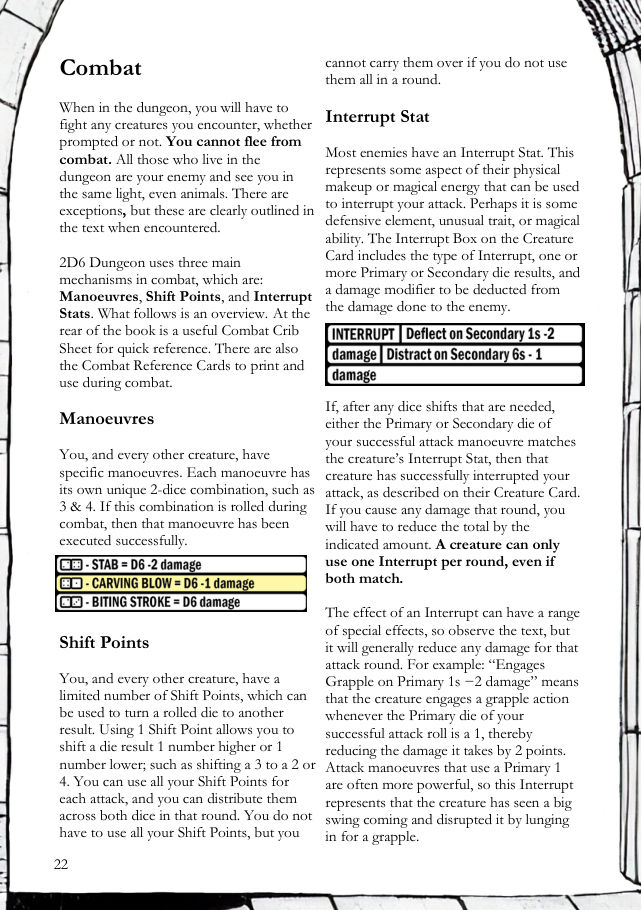 Combat
When in the dungeon, you will have to
fight any creatures you encounter, whether
prompted or not. You cannot flee from
combat. All those who live in the
dungeon are your enemy and see you in
the same light, even animals. There are
exceptions, but these are clearly outlined in
the text when encountered.
2D6 Dungeon uses three main
mechanisms in combat, which are:
Manoeuvres, Shift Points, and Interrupt
Stats. What follows is an overview. At the
rear of the book is a useful Combat Crib
Sheet for quick reference. There are also
the Combat Reference Cards to print and
use during combat.
Manoeuvres
You, and every other creature, have
specific manoeuvres. Each manoeuvre has
its own unique 2-dice combination, such as
3 & 4. If this combination is rolled during
combat, then that manoeuvre has been
executed successfully.
- STAB = D6 -2 damage
- CARVING BLOW = D6 -1 damage
- BITING STROKE = D6 damage
Shift Points
You, and every other creature, have a
limited number of Shift Points, which can
be used to turn a rolled die to another
result. Using 1 Shift Point allows you to
shift a die result 1 number higher or 1
number lower; such as shifting a 3 to a 2 or
4. You can use all your Shift Points for
each attack, and you can distribute them
across both dice in that round. You do not
have to use all your Shift Points, but you
cannot carry them over if you do not use
them all in a round.
Interrupt Stat
Most enemies have an Interrupt Stat. This
represents some aspect of their physical
makeup or magical energy that can be used
to interrupt your attack. Perhaps it is some
defensive element, unusual trait, or magical
ability. The Interrupt Box on the Creature
Card includes the type of Interrupt, one or
more Primary or Secondary die results, and
a damage modifier to be deducted from
the damage done to the enemy.
INTERRUPT Deflect on Secondary 1s -2
damage Distract on Secondary 6s - 1
damage
If, after any dice shifts that are needed,
either the Primary or Secondary die of
your successful attack manoeuvre matches
the creature's Interrupt Stat, then that
creature has successfully interrupted your
attack, as described on their Creature Card.
If you cause any damage that round, you
will have to reduce the total by the
indicated amount. A creature can only
use one Interrupt per round, even if
both match.
The effect of an Interrupt can have a range
of special effects, so observe the text, but
it will generally reduce any damage for that
attack round. For example: “Engages
Grapple on Primary 1s −2 damage” means
that the creature engages a grapple action
whenever the Primary die of your
successful attack roll is a 1, thereby
reducing the damage it takes by 2 points.
Attack manoeuvres that use a Primary 1
are often more powerful, so this Interrupt
represents that the creature has seen a big
swing coming and disrupted it by lunging
in for a grapple.
22